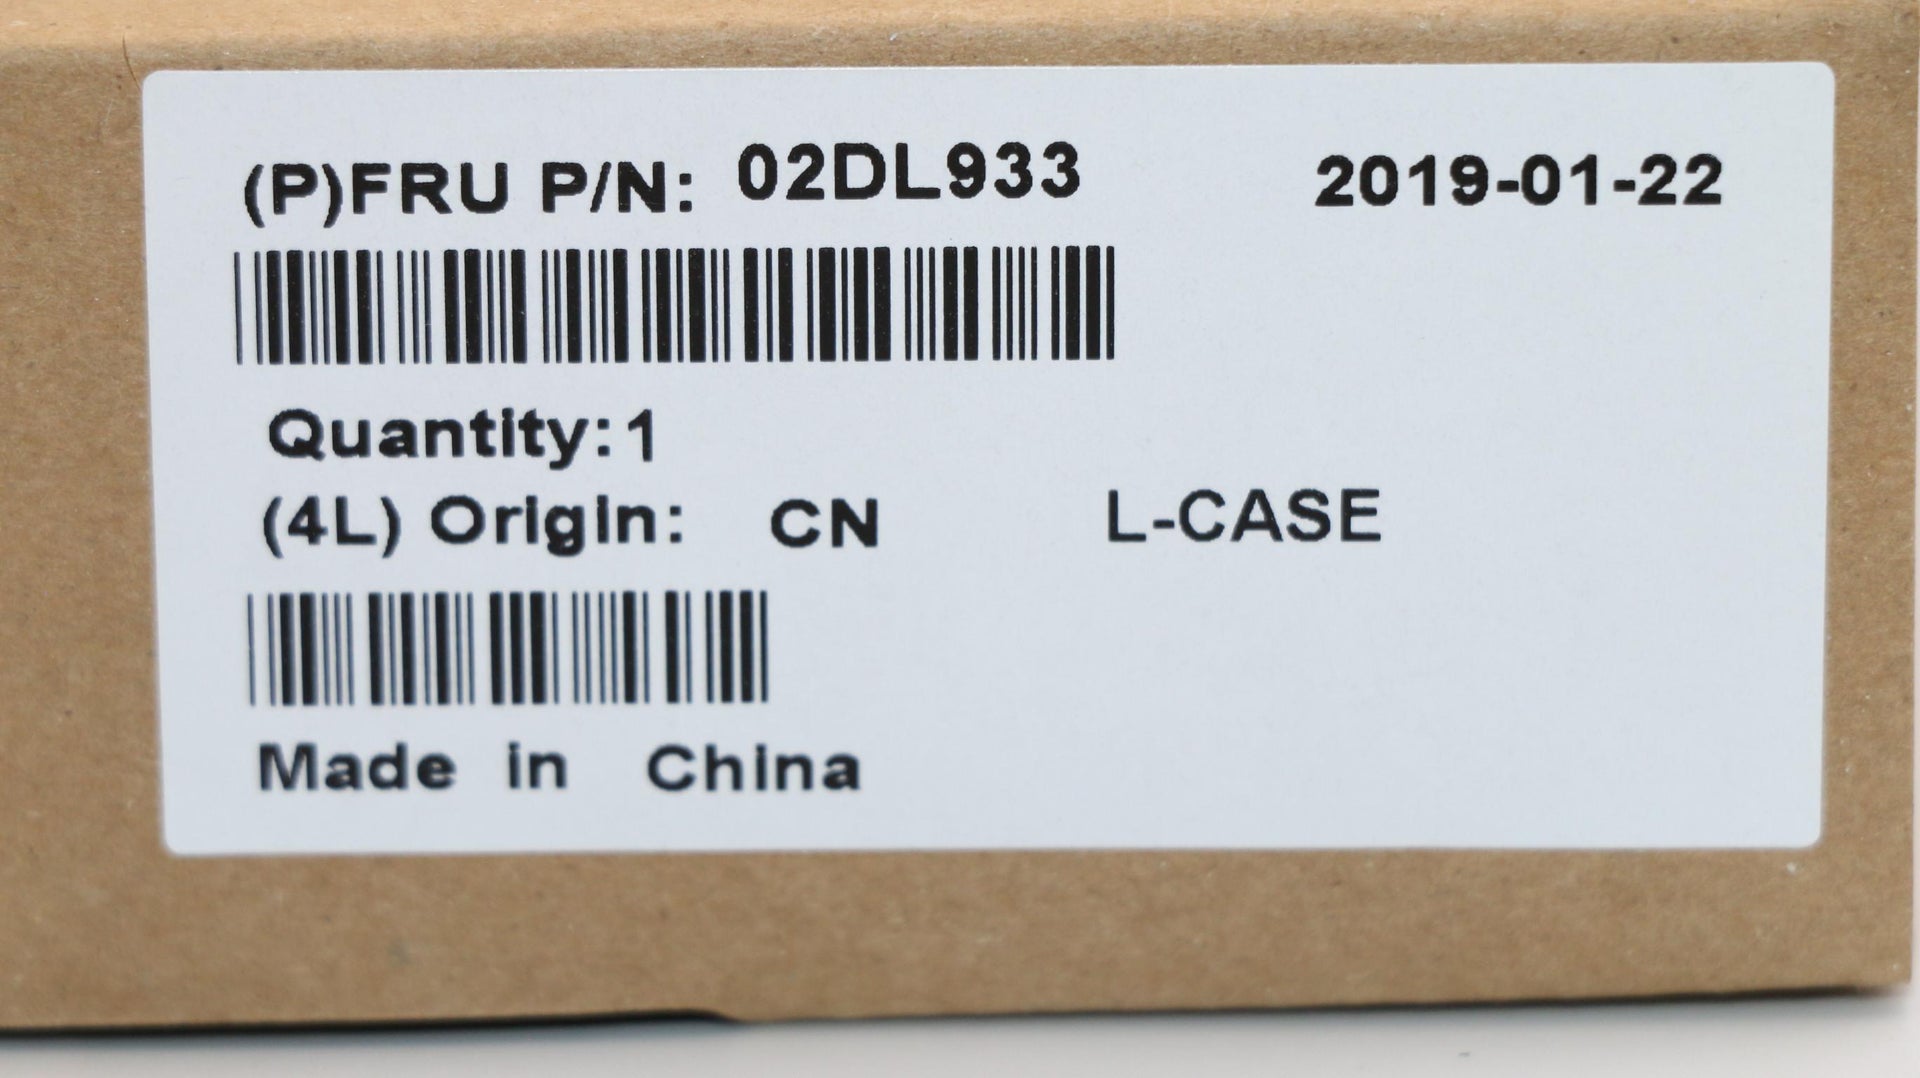 (P)FRU P/N: 02DL933 2019-01-22
Quantity:1
(4L) Origin: CN L-CASE
Made in China